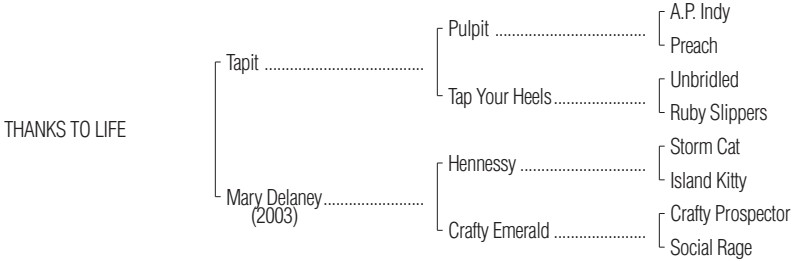 A.P. Indy
Pulpit ....................................
Preach
Tapit ......................................
Unbridled
Tap Your Heels......................
Ruby Slippers
THANKS TO LIFE
Storm Cat
Hennessy ..............................
Island Kitty
Mary Delaney........................
(2003)
Crafty Prospector
Crafty Emerald ......................
Social Rage